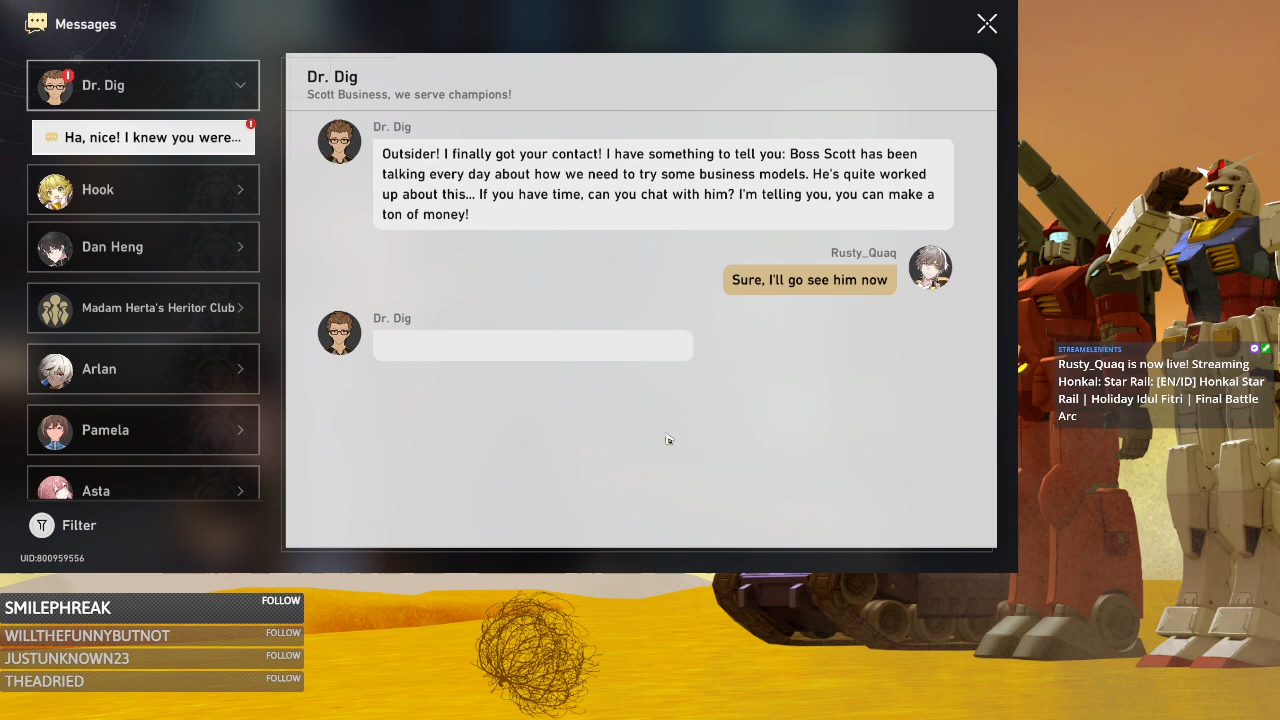 Messages
Dr. Dig
Ha, nice! I knew you were...
Hook
Dan Heng
Madam Herta's Heritor Club
Arlan
Pamela
Asta
Filter
UID:800959556
Dr. Dig
Scott Business, we serve champions!
Dr. Dig
Outsider! I finally got your contact! I have something to tell you: Boss Scott has been
talking every day about how we need to try some business models. He's quite worked
up about this... If you have time, can you chat with him? I'm telling you, you can make a
ton of money!
Rusty_Quaq
Sure, I'll go see him now
Dr. Dig
STREAMELEMENTS
Rusty_Quaq is now live! Streaming
Honkai: Star Rail: [EN/ID] Honkai Star
Rail | Holiday Idul Fitri | Final Battle
Arc
SMILEPHREAK FOLLOW
WILLTHEFUNNYBUTNOT FOLLOW
JUSTUNKNOWN23 FOLLOW
THEADRIED FOLLOW